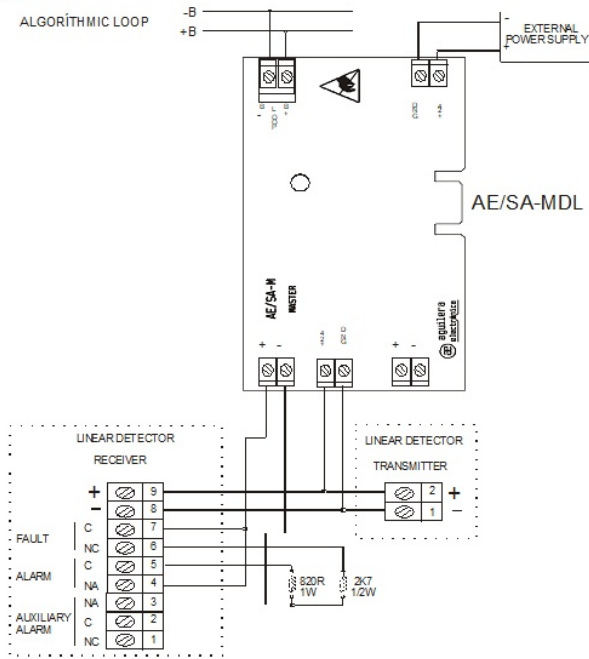 ALGORÍTHMIC LOOP
-B
+B
-
+
EXTERNAL
POWER SUPPLY
B
-
LOOP
B
+
AE/SA-MDL
AE/SA-M
MASTER
aguilera
electrónica
ae
+ -
+ -
LINEAR DETECTOR
RECEIVER
LINEAR DETECTOR
TRANSMITTER
+ 9
- 8
FAULT
C 7
NC 6
ALARM
C 5
NA 4
AUXILIARY
ALARM
NA 3
C 2
NC 1
2 +
1 -
820R
1W
2K7
1/2W